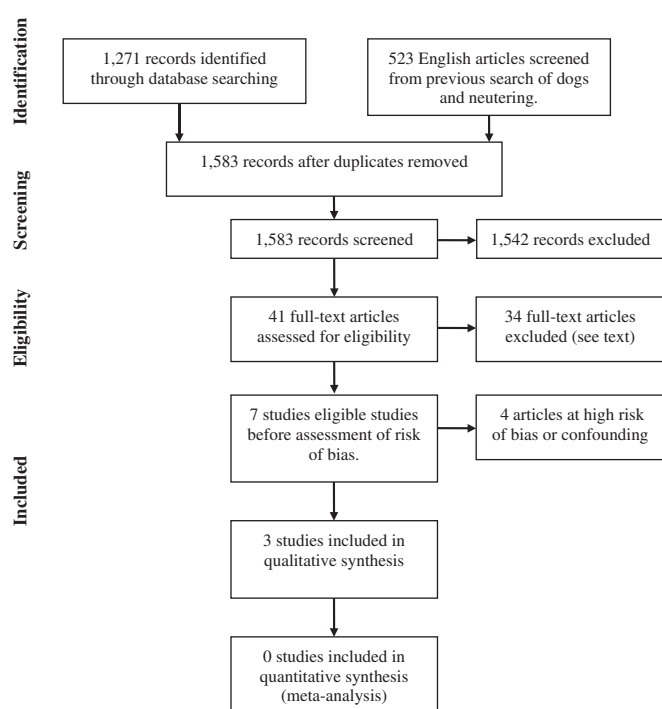 Identification
1,271 records identified
through database searching
523 English articles screened
from previous search of dogs
and neutering.
1,583 records after duplicates removed
Screening
1,583 records screened
1,542 records excluded
Eligibility
41 full-text articles
assessed for eligibility
34 full-text articles
excluded (see text)
Included
7 studies eligible studies
before assessment of risk
of bias.
4 articles at high risk
of bias or confounding
3 studies included in
qualitative synthesis
0 studies included in
quantitative synthesis
(meta-analysis)